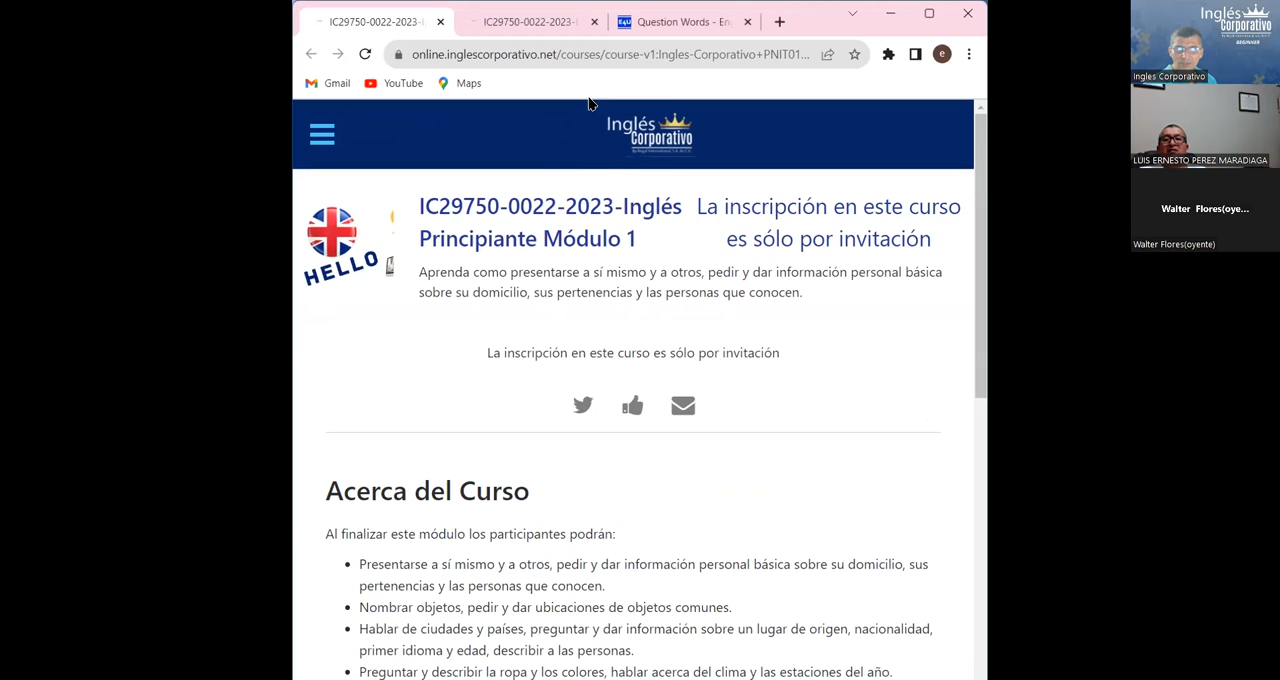 IC29750-0022-2023-I
IC29750-0022-2023-I
Question Words - En
online.inglescorporativo.net/courses/course-v1:Ingles-Corporativo+PNIT01...
e
Gmail
YouTube
Maps
Inglés
Corporativo
IC29750-0022-2023-Inglés
Principiante Módulo 1
La inscripción en este curso
es sólo por invitación
HELLO
Aprenda como presentarse a sí mismo y a otros, pedir y dar información personal básica
sobre su domicilio, sus pertenencias y las personas que conocen.
La inscripción en este curso es sólo por invitación
Acerca del Curso
Al finalizar este módulo los participantes podrán:
Presentarse a sí mismo y a otros, pedir y dar información personal básica sobre su domicilio, sus
pertenencias y las personas que conocen.
Nombrar objetos, pedir y dar ubicaciones de objetos comunes.
Hablar de ciudades y países, preguntar y dar información sobre un lugar de origen, nacionalidad,
primer idioma y edad, describir a las personas.
Preguntar y describir la ropa y los colores, hablar acerca del clima y las estaciones del año.
Inglés
Corporativo
BEGINNER
Ingles Corporativo
LUIS ERNESTO PEREZ MARADIAGA
Walter Flores(oye...
Walter Flores(oyente)